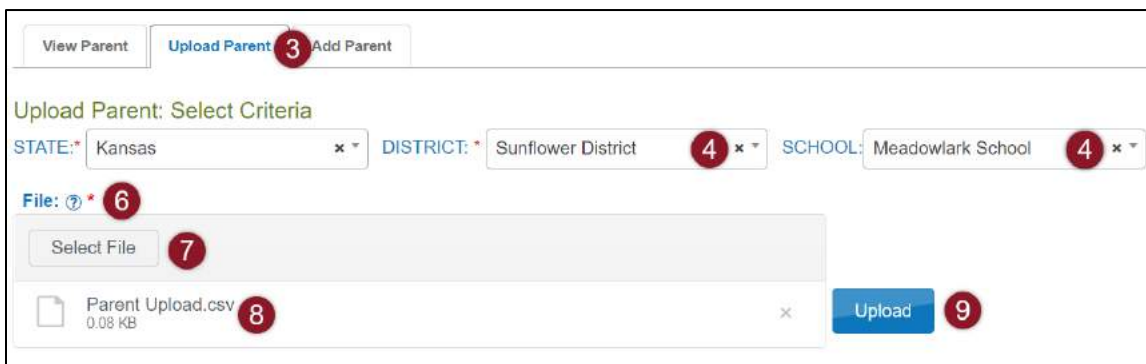 View Parent Upload Parent 3 Add Parent
Upload Parent: Select Criteria
STATE:* Kansas × DISTRICT: * Sunflower District 4 × SCHOOL: Meadowlark School 4 ×
File: ? * 6
Select File 7
Parent Upload.csv 8
0.08 KB
× Upload 9